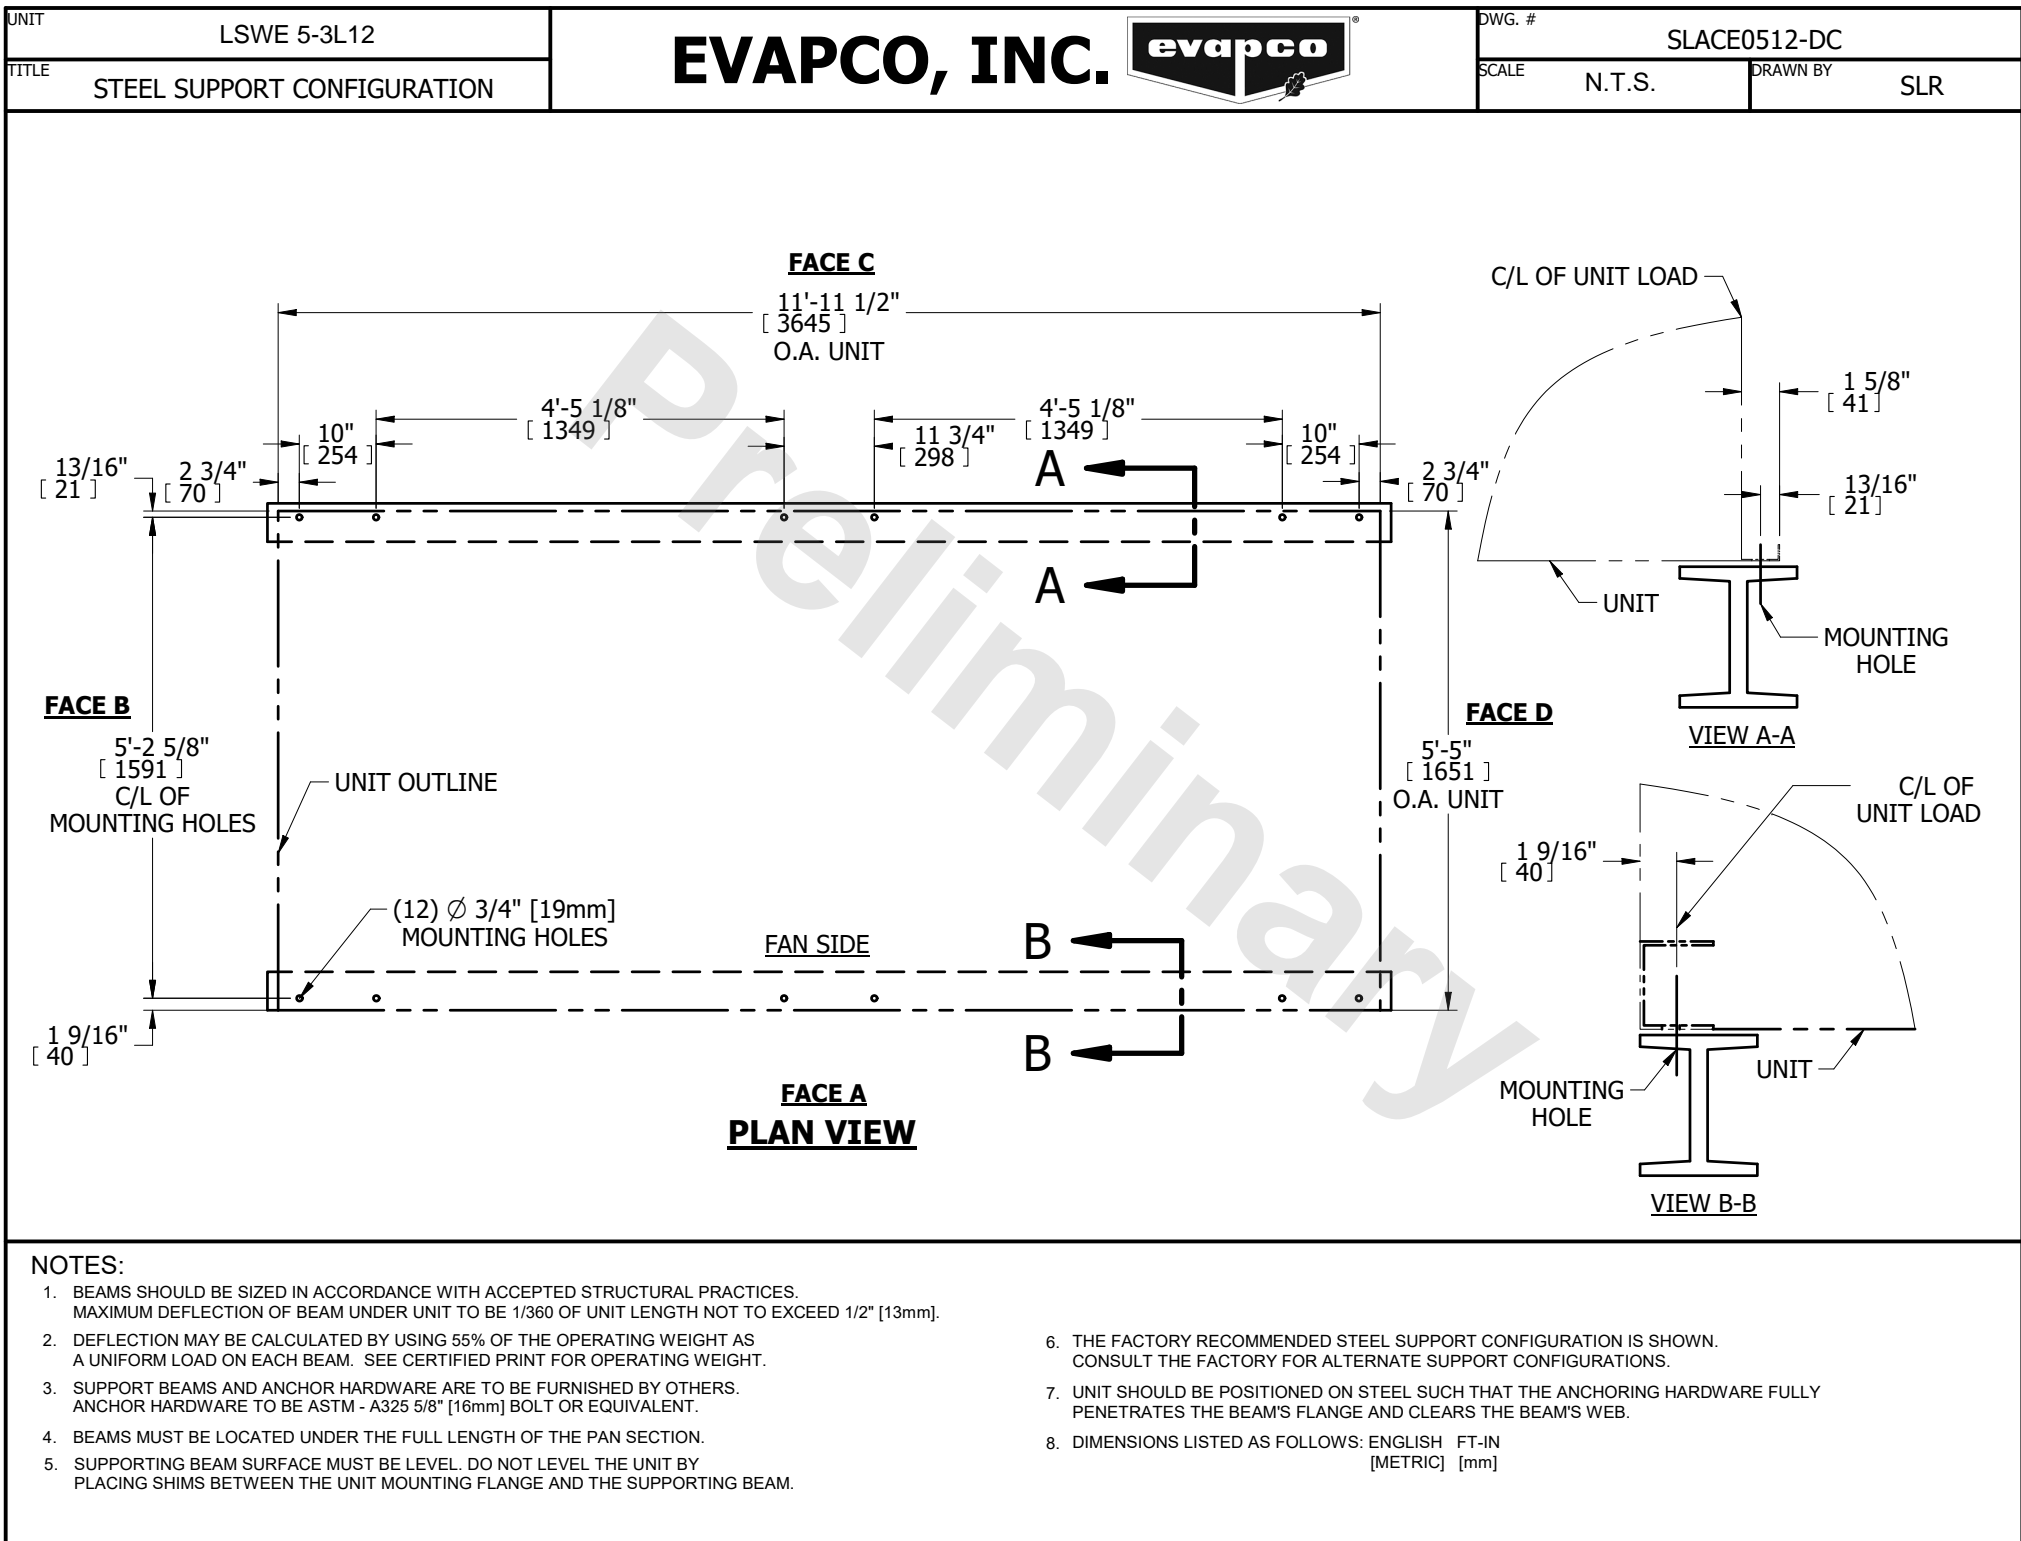 UNIT
LSWE 5-3L12
TITLE
STEEL SUPPORT CONFIGURATION
EVAPCO, INC.
evapco
®
DWG. #
SLACE0512-DC
SCALE
N.T.S.
DRAWN BY
SLR
FACE C
11'-11 1/2"
[ 3645 ]
O.A. UNIT
4'-5 1/8"
[ 1349 ]
4'-5 1/8"
[ 1349 ]
10"
[ 254 ]
11 3/4"
[ 298 ]
10"
[ 254 ]
13/16"
[ 21 ]
2 3/4"
[ 70 ]
2 3/4"
[ 70 ]
A
A
FACE B
5'-2 5/8"
[ 1591 ]
C/L OF
MOUNTING HOLES
UNIT OUTLINE
(12) Ø 3/4" [19mm]
MOUNTING HOLES
FAN SIDE
B
B
1 9/16"
[ 40 ]
FACE D
5'-5"
[ 1651 ]
O.A. UNIT
FACE A
PLAN VIEW
Preliminary
C/L OF UNIT LOAD
1 5/8"
[ 41 ]
13/16"
[ 21 ]
UNIT
MOUNTING
HOLE
VIEW A-A
C/L OF
UNIT LOAD
1 9/16"
[ 40 ]
UNIT
MOUNTING
HOLE
VIEW B-B
NOTES:
1. BEAMS SHOULD BE SIZED IN ACCORDANCE WITH ACCEPTED STRUCTURAL PRACTICES.
MAXIMUM DEFLECTION OF BEAM UNDER UNIT TO BE 1/360 OF UNIT LENGTH NOT TO EXCEED 1/2" [13mm].
2. DEFLECTION MAY BE CALCULATED BY USING 55% OF THE OPERATING WEIGHT AS
A UNIFORM LOAD ON EACH BEAM. SEE CERTIFIED PRINT FOR OPERATING WEIGHT.
3. SUPPORT BEAMS AND ANCHOR HARDWARE ARE TO BE FURNISHED BY OTHERS.
ANCHOR HARDWARE TO BE ASTM - A325 5/8" [16mm] BOLT OR EQUIVALENT.
4. BEAMS MUST BE LOCATED UNDER THE FULL LENGTH OF THE PAN SECTION.
5. SUPPORTING BEAM SURFACE MUST BE LEVEL. DO NOT LEVEL THE UNIT BY
PLACING SHIMS BETWEEN THE UNIT MOUNTING FLANGE AND THE SUPPORTING BEAM.
6. THE FACTORY RECOMMENDED STEEL SUPPORT CONFIGURATION IS SHOWN.
CONSULT THE FACTORY FOR ALTERNATE SUPPORT CONFIGURATIONS.
7. UNIT SHOULD BE POSITIONED ON STEEL SUCH THAT THE ANCHORING HARDWARE FULLY
PENETRATES THE BEAM'S FLANGE AND CLEARS THE BEAM'S WEB.
8. DIMENSIONS LISTED AS FOLLOWS: ENGLISH FT-IN
[METRIC] [mm]